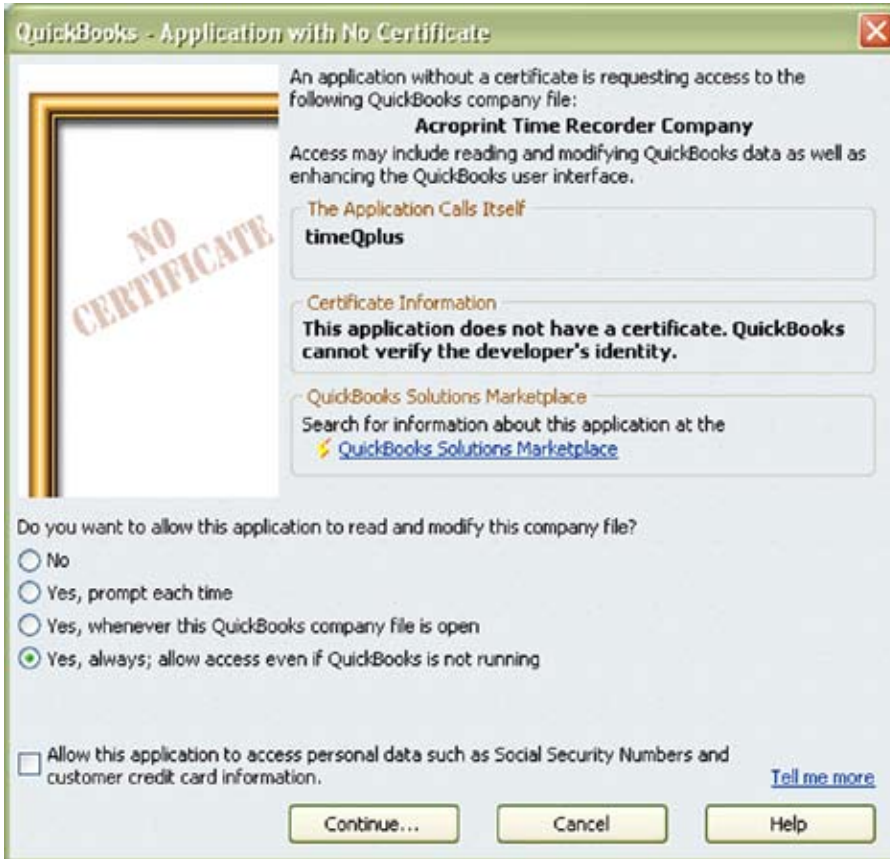 QuickBooks - Application with No Certificate
An application without a certificate is requesting access to the
following QuickBooks company file:
Acroprint Time Recorder Company
Access may include reading and modifying QuickBooks data as well as
enhancing the QuickBooks user interface.
NO
CERTIFICATE
The Application Calls Itself
timeQplus
Certificate Information
This application does not have a certificate. QuickBooks
cannot verify the developer's identity.
QuickBooks Solutions Marketplace
Search for information about this application at the
QuickBooks Solutions Marketplace
Do you want to allow this application to read and modify this company file?
No
Yes, prompt each time
Yes, whenever this QuickBooks company file is open
Yes, always; allow access even if QuickBooks is not running
Allow this application to access personal data such as Social Security Numbers and
customer credit card information.
Tell me more
Continue...
Cancel
Help